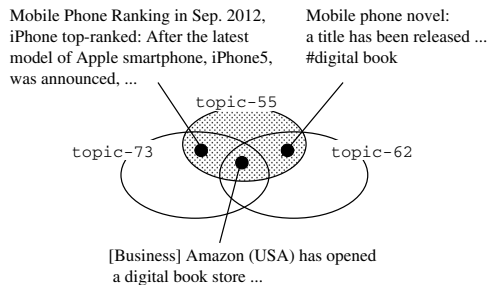 Mobile Phone Ranking in Sep. 2012,
iPhone top-ranked: After the latest
model of Apple smartphone, iPhone5,
was announced, ...
Mobile phone novel:
a title has been released ...
#digital book
topic-55
topic-73
topic-62
[Business] Amazon (USA) has opened
a digital book store ...